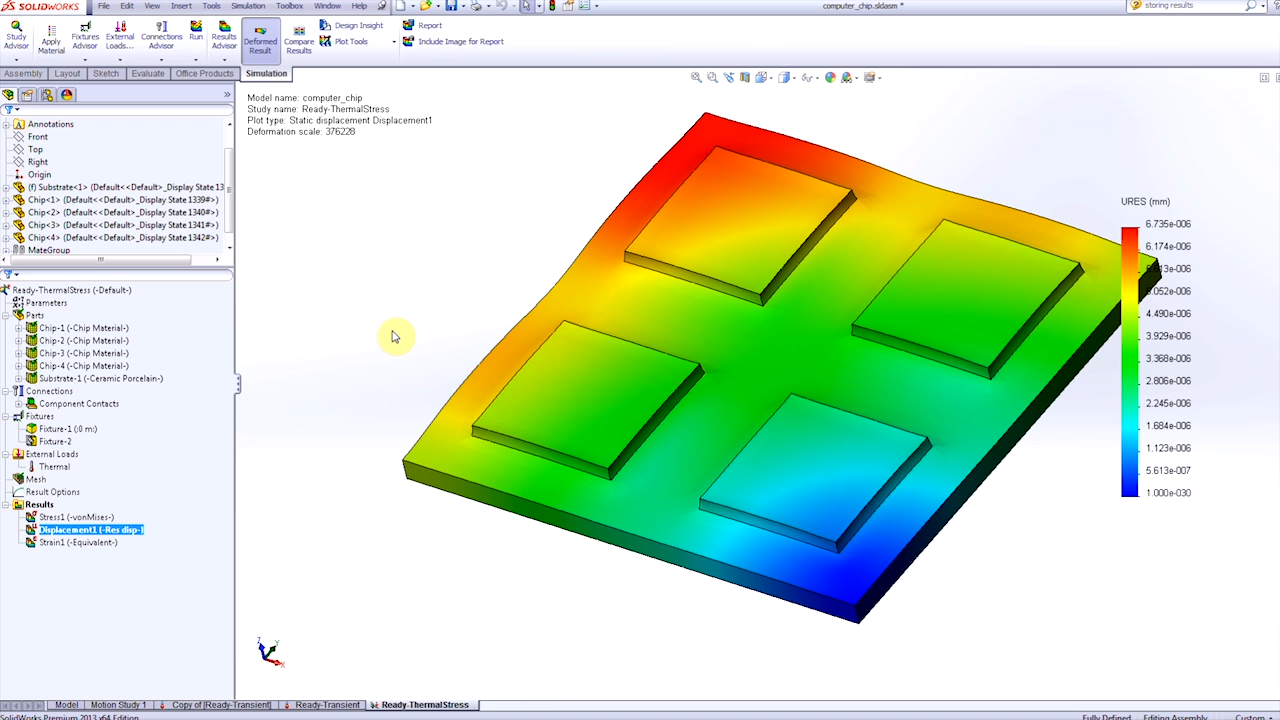 SOLIDWORKS File Edit View Insert Tools Simulation Toolbox Window Help computer_chip.sldasm * storing results
Study Advisor
Apply Material
Fixtures Advisor
External Loads...
Connections Advisor
Run
Results Advisor
Deformed Result
Compare Results
Design Insight
Plot Tools
Report
Include Image for Report
Assembly Layout Sketch Evaluate Office Products Simulation
Annotations
Front
Top
Right
Origin
(f) Substrate<1> (Default<<Default>_Display State 13
Chip<1> (Default<<Default>_Display State 1339#>)
Chip<2> (Default<<Default>_Display State 1340#>)
Chip<3> (Default<<Default>_Display State 1341#>)
Chip<4> (Default<<Default>_Display State 1342#>)
MateGroup
Ready-ThermalStress (-Default-)
Parameters
Parts
Chip-1 (-Chip Material-)
Chip-2 (-Chip Material-)
Chip-3 (-Chip Material-)
Chip-4 (-Chip Material-)
Substrate-1 (-Ceramic Porcelain-)
Connections
Component Contacts
Fixtures
Fixture-1 (:0 m:)
Fixture-2
External Loads
Thermal
Mesh
Result Options
Results
Stress1 (-vonMises-)
Displacement1 (-Res disp-)
Strain1 (-Equivalent-)
Model name: computer_chip
Study name: Ready-ThermalStress
Plot type: Static displacement Displacement1
Deformation scale: 376228
URES (mm)
6.735e-006
6.174e-006
5.052e-006
4.490e-006
3.929e-006
3.368e-006
2.806e-006
2.245e-006
1.684e-006
1.123e-006
5.613e-007
1.000e-030
Z Y X
Model Motion Study 1 Copy of [Ready-Transient] Ready-Transient Ready-ThermalStress
SolidWorks Premium 2013 x64 Edition Fully Defined Editing Assembly Custom